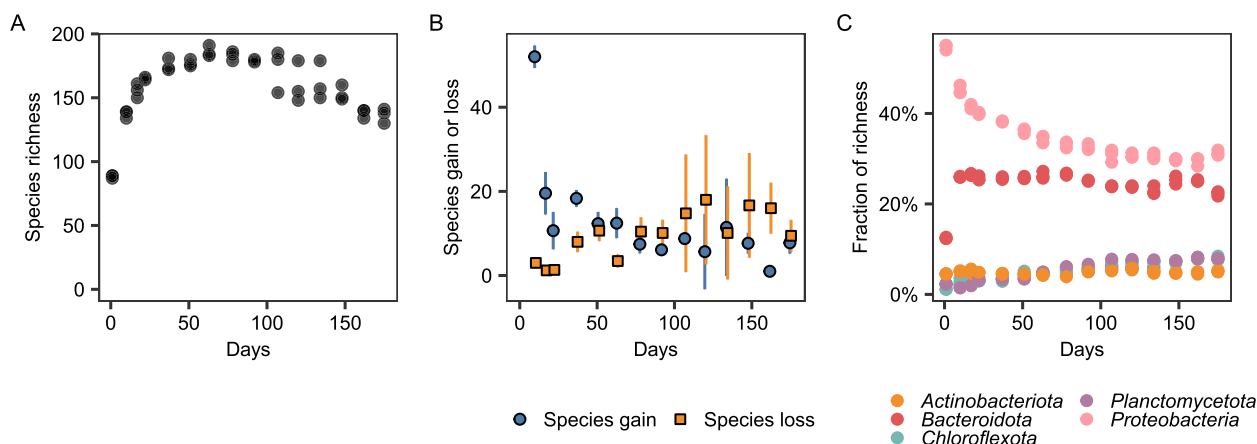 A
B
C
Species richness
200
150
100
50
0
0 50 100 150
Days
Species gain or loss
40
20
0
0 50 100 150
Days
Species gain Species loss
Fraction of richness
40%
20%
0%
0 50 100 150
Days
Actinobacteriota
Bacteroidota
Chloroflexota
Planctomycetota
Proteobacteria